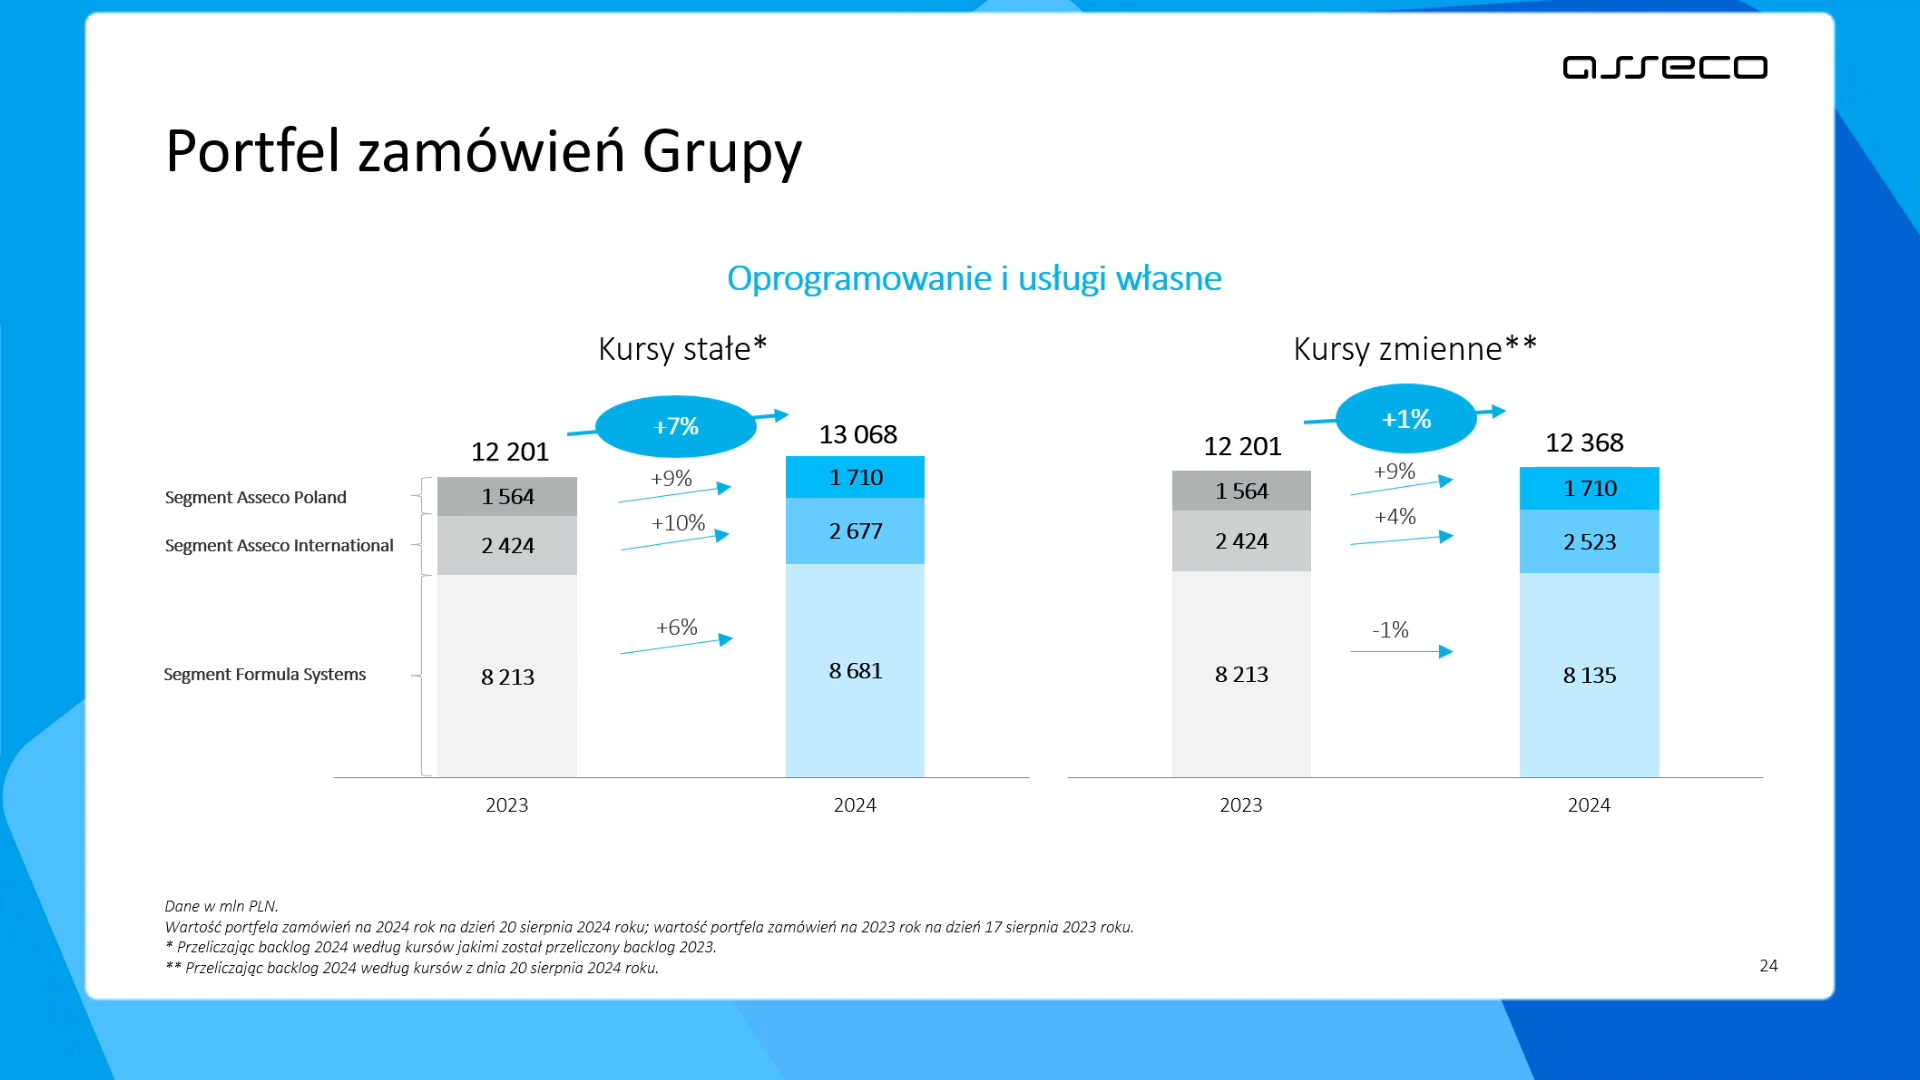 asseco
Portfel zamówień Grupy
Oprogramowanie i usługi własne
Kursy stałe*
+7%
12 201
13 068
Segment Asseco Poland
1 564
+9%
1 710
Segment Asseco International
2 424
+10%
2 677
Segment Formula Systems
8 213
+6%
8 681
2023
2024
Kursy zmienne**
+1%
12 201
12 368
1 564
+9%
1 710
2 424
+4%
2 523
8 213
-1%
8 135
2023
2024
Dane w mln PLN.
Wartość portfela zamówień na 2024 rok na dzień 20 sierpnia 2024 roku; wartość portfela zamówień na 2023 rok na dzień 17 sierpnia 2023 roku.
* Przeliczając backlog 2024 według kursów jakimi został przeliczony backlog 2023.
** Przeliczając backlog 2024 według kursów z dnia 20 sierpnia 2024 roku.
24